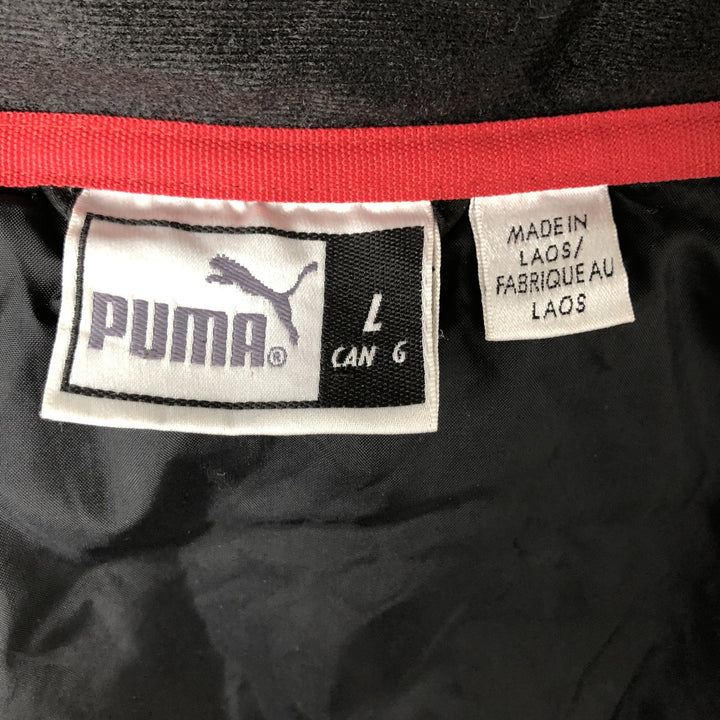 PUMA®
L
CAN G
MADE IN
LAOS/
FABRIQUE AU
LAOS